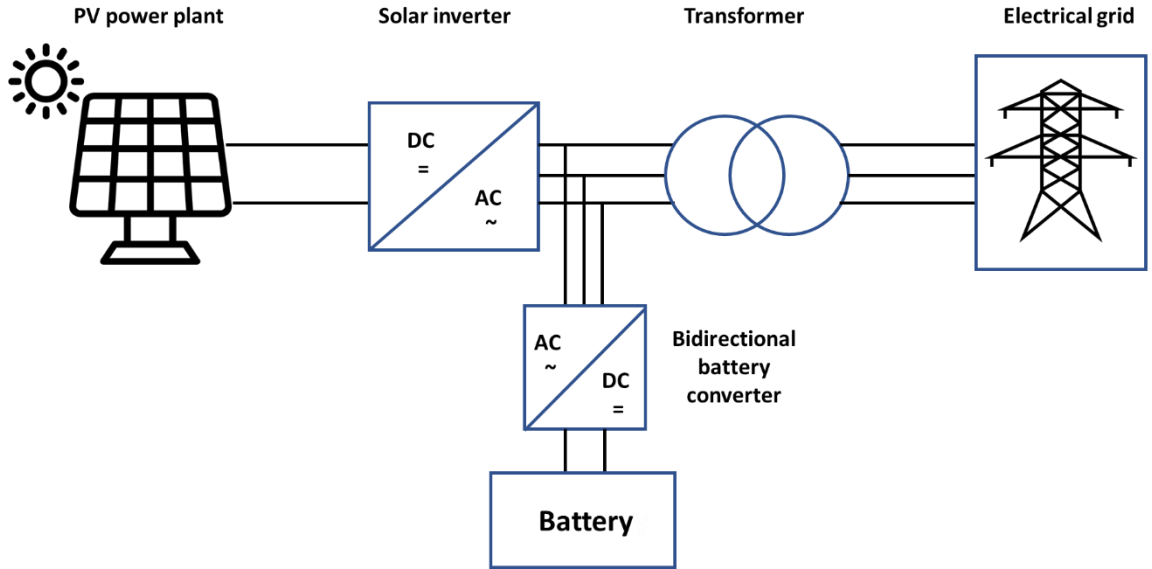 PV power plant
Solar inverter
Transformer
Electrical grid
DC
=
AC
~
AC
~
DC
=
Bidirectional
battery
converter
Battery